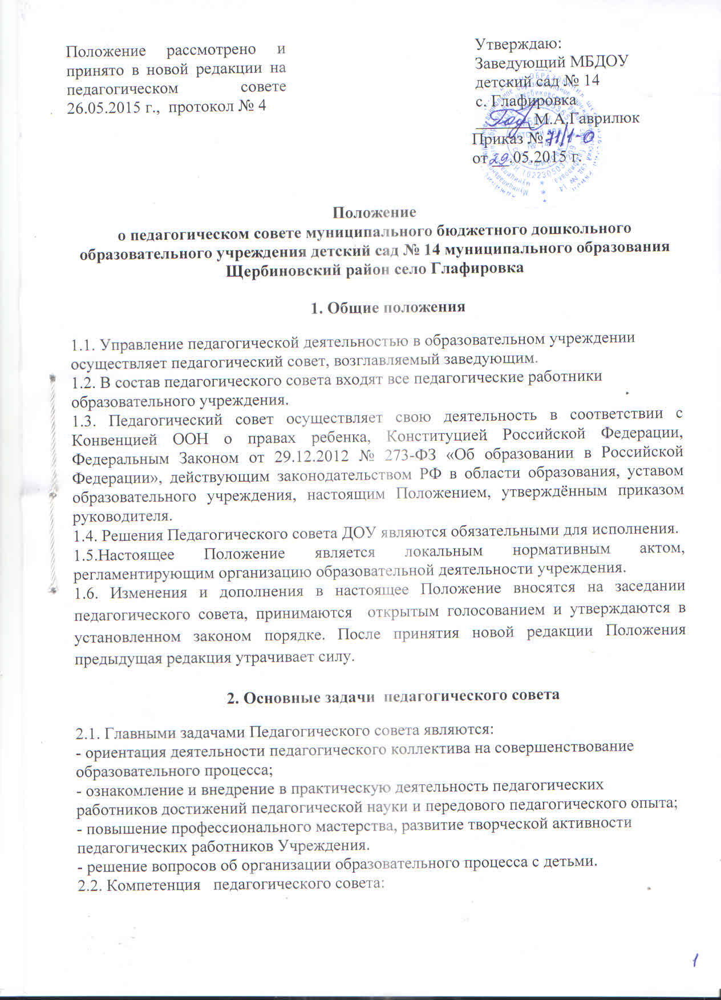 Положение рассмотрено и
принято в новой редакции на
педагогическом совете
26.05.2015 г., протокол № 4
Утверждаю:
Заведующий МБДОУ
детский сад № 14
с. Глафировка
М.А.Гаврилюк
Приказ № 71/1-О
от 29.05.2015 г.
Положение
о педагогическом совете муниципального бюджетного дошкольного
образовательного учреждения детский сад № 14 муниципального образования
Щербиновский район село Глафировка
1. Общие положения
1.1. Управление педагогической деятельностью в образовательном учреждении
осуществляет педагогический совет, возглавляемый заведующим.
1.2. В состав педагогического совета входят все педагогические работники
образовательного учреждения.
1.3. Педагогический совет осуществляет свою деятельность в соответствии с
Конвенцией ООН о правах ребенка, Конституцией Российской Федерации,
Федеральным Законом от 29.12.2012 № 273-ФЗ «Об образовании в Российской
Федерации», действующим законодательством РФ в области образования, уставом
образовательного учреждения, настоящим Положением, утверждённым приказом
руководителя.
1.4. Решения Педагогического совета ДОУ являются обязательными для исполнения.
1.5.Настоящее Положение является локальным нормативным актом,
регламентирующим организацию образовательной деятельности учреждения.
1.6. Изменения и дополнения в настоящее Положение вносятся на заседании
педагогического совета, принимаются открытым голосованием и утверждаются в
установленном законом порядке. После принятия новой редакции Положения
предыдущая редакция утрачивает силу.
2. Основные задачи педагогического совета
2.1. Главными задачами Педагогического совета являются:
- ориентация деятельности педагогического коллектива на совершенствование
образовательного процесса;
- ознакомление и внедрение в практическую деятельность педагогических
работников достижений педагогической науки и передового педагогического опыта;
- повышение профессионального мастерства, развитие творческой активности
педагогических работников Учреждения.
- решение вопросов об организации образовательного процесса с детьми.
2.2. Компетенция педагогического совета:
1